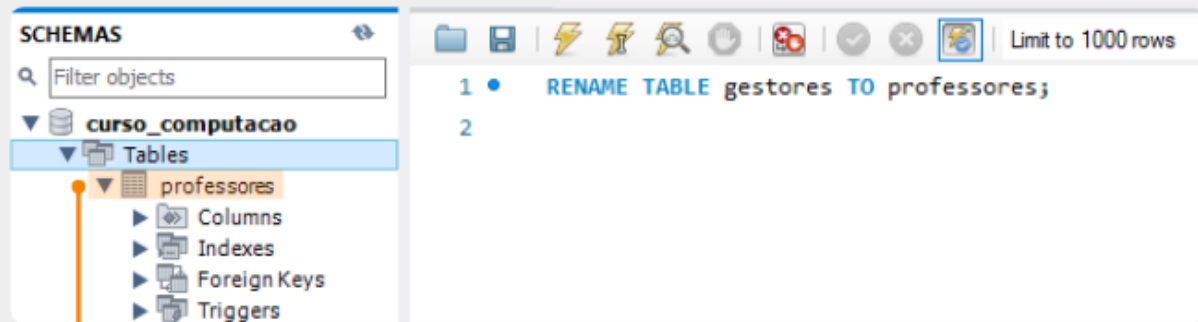 SCHEMAS
Filter objects
curso_computacao
Tables
professores
Columns
Indexes
Foreign Keys
Triggers
Limit to 1000 rows
1 RENAME TABLE gestores TO professores;
2